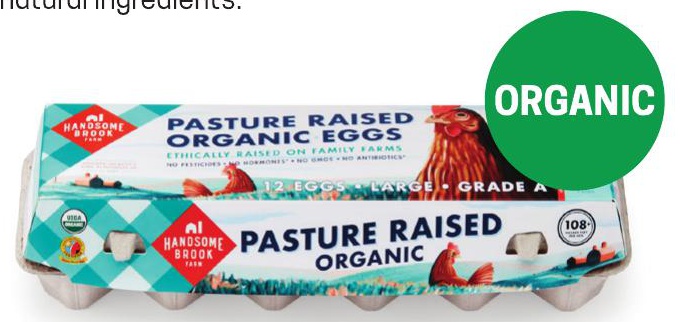 natural ingredients.
ORGANIC
HANDSOME
BROOK
FARM
PASTURE RAISED
ORGANIC EGGS
ETHICALLY RAISED ON FAMILY FARMS
NO PESTICIDES • NO HORMONES* • NO GMOS • NO ANTIBIOTICS*
12 EGGS • LARGE • GRADE A
USDA
ORGANIC
HANDSOME
BROOK
FARM
PASTURE RAISED
ORGANIC
108+